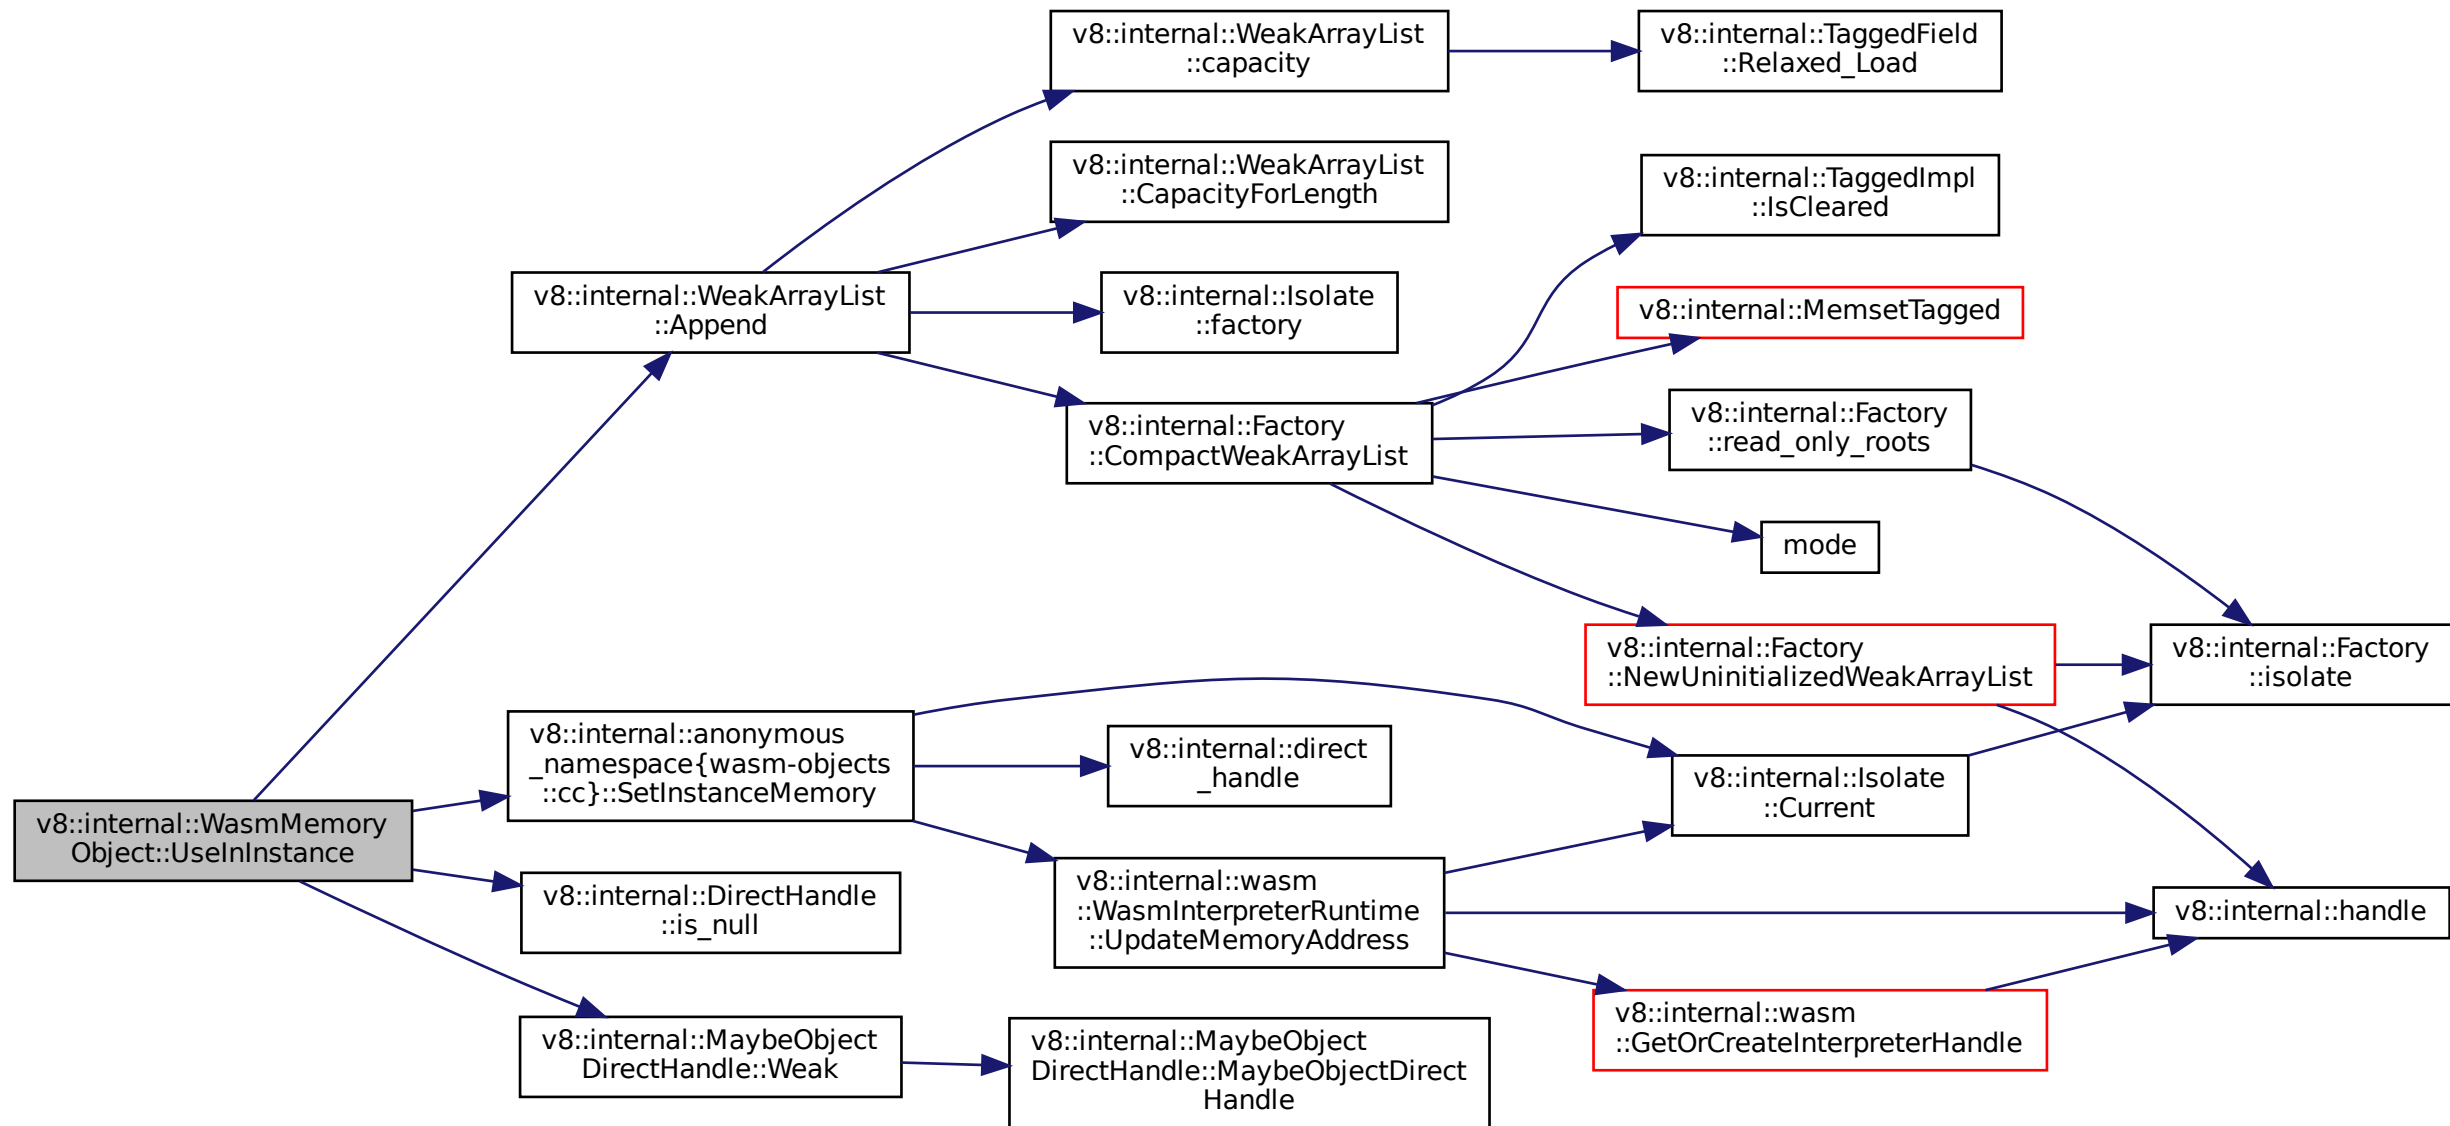 v8::internal::WasmMemory
Object::UseInInstance
v8::internal::WeakArrayList
::Append
v8::internal::anonymous
_namespace{wasm-objects
::cc}::SetInstanceMemory
v8::internal::DirectHandle
::is_null
v8::internal::MaybeObject
DirectHandle::Weak
v8::internal::WeakArrayList
::capacity
v8::internal::WeakArrayList
::CapacityForLength
v8::internal::Isolate
::factory
v8::internal::Factory
::CompactWeakArrayList
v8::internal::direct
_handle
v8::internal::wasm
::WasmInterpreterRuntime
::UpdateMemoryAddress
v8::internal::MaybeObject
DirectHandle::MaybeObjectDirect
Handle
v8::internal::TaggedField
::Relaxed_Load
v8::internal::TaggedImpl
::IsCleared
v8::internal::MemsetTagged
v8::internal::Factory
::read_only_roots
mode
v8::internal::Factory
::NewUninitializedWeakArrayList
v8::internal::Isolate
::Current
v8::internal::wasm
::GetOrCreateInterpreterHandle
v8::internal::Factory
::isolate
v8::internal::handle